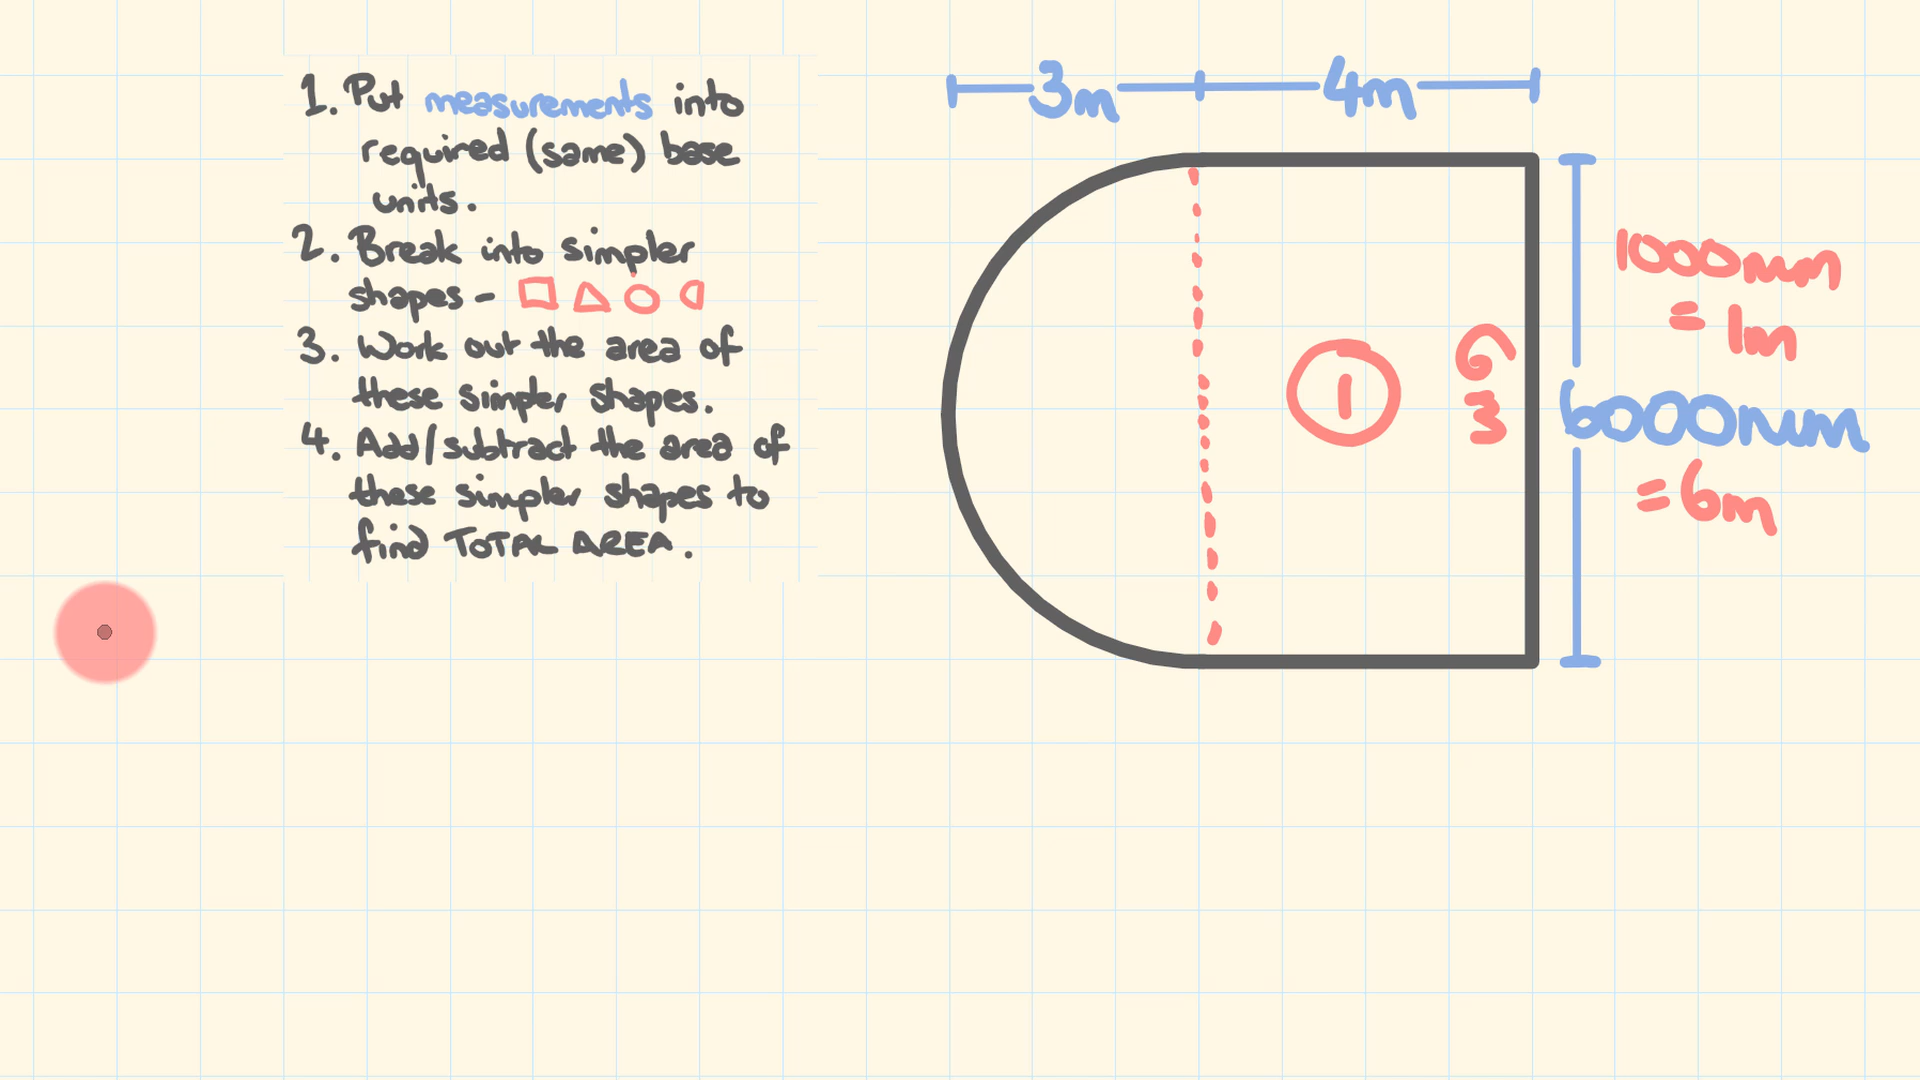 1. Put measurements into
required (same) base
units.
2. Break into simpler
shapes -
3. Work out the area of
these simpler shapes.
4. Add/subtract the area of
these simpler shapes to
find TOTAL AREA.
3m 4m
1000mm
= 1m
1
6m
6000mm
= 6m